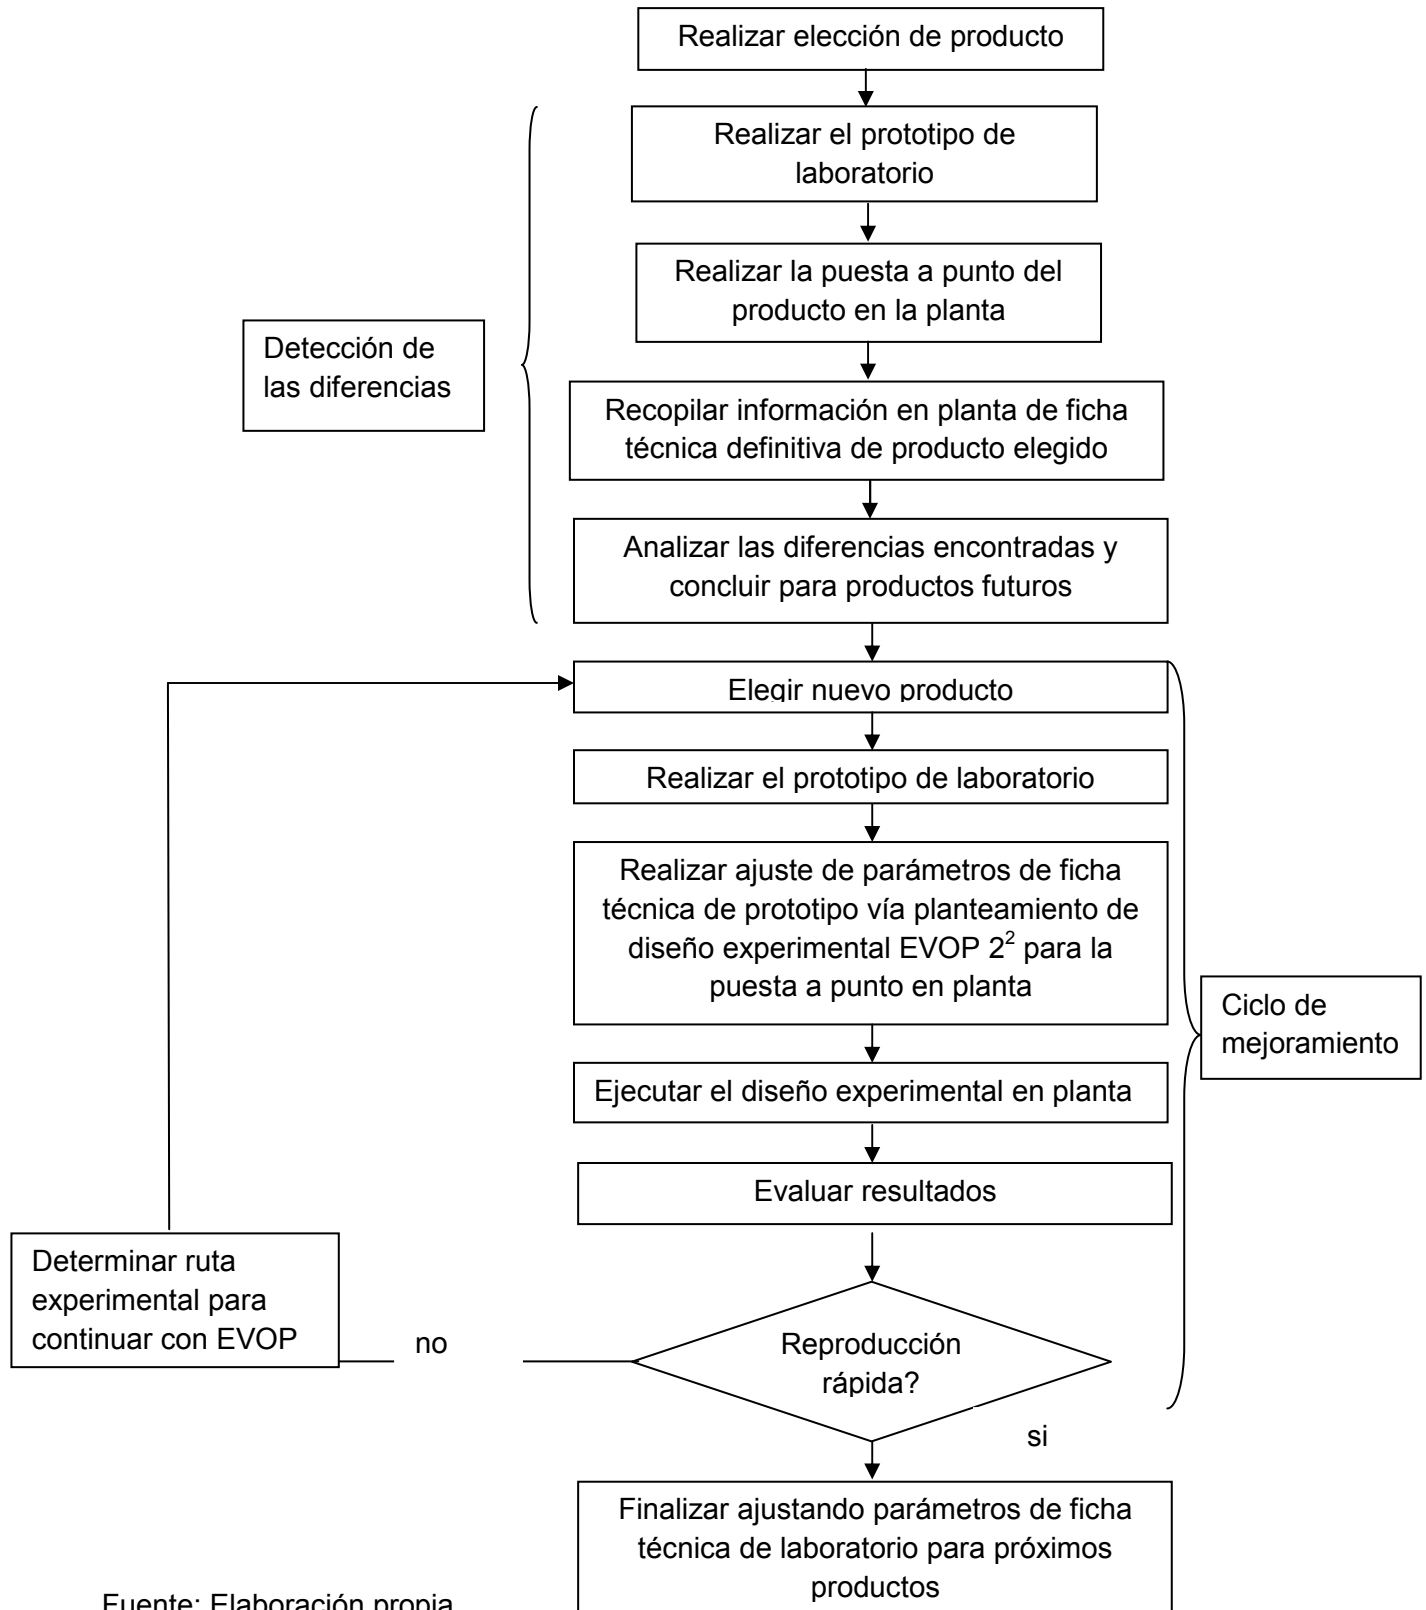 Realizar elección de producto
Realizar el prototipo de
laboratorio
Realizar la puesta a punto del
producto en la planta
Detección de
las diferencias
Recopilar información en planta de ficha
técnica definitiva de producto elegido
Analizar las diferencias encontradas y
concluir para productos futuros
Elegir nuevo producto
Realizar el prototipo de laboratorio
Realizar ajuste de parámetros de ficha
técnica de prototipo vía planteamiento de
diseño experimental EVOP 2²  para la
puesta a punto en planta
Ciclo de
mejoramiento
Ejecutar el diseño experimental en planta
Evaluar resultados
Determinar ruta
experimental para
continuar con EVOP
no
Reproducción
rápida?
si
Finalizar ajustando parámetros de ficha
técnica de laboratorio para próximos
productos
Fuente: Elaboración propia